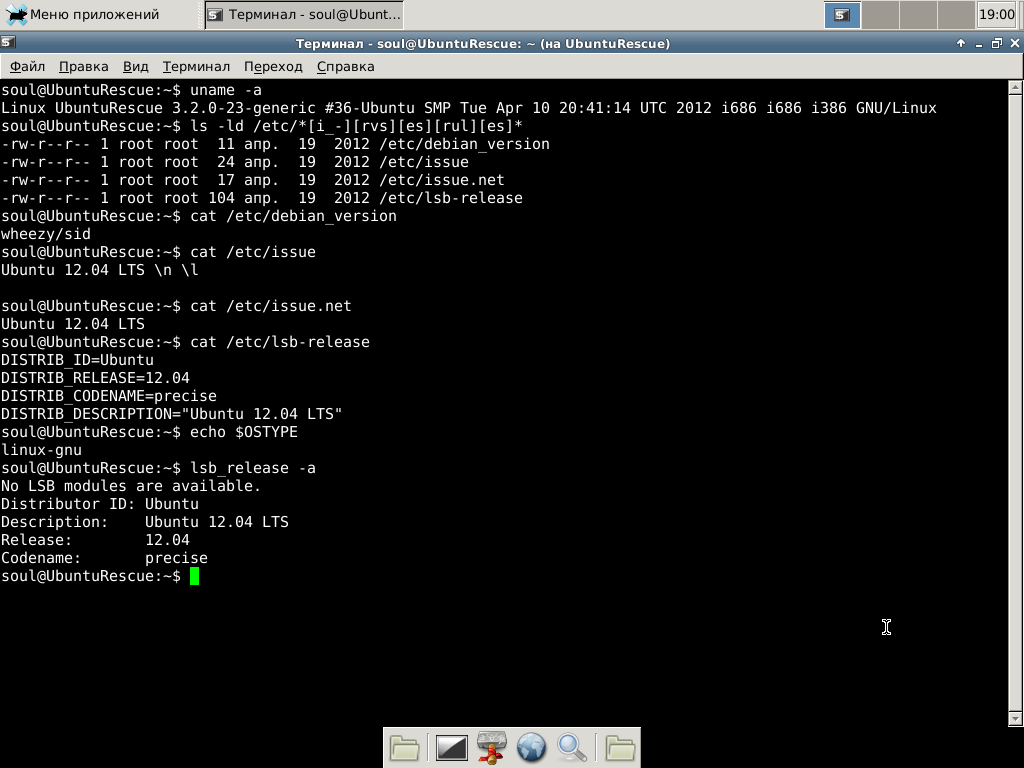 Меню приложений
Терминал - soul@Ubunt...
19:00
Терминал - soul@UbuntuRescue: ~ (на UbuntuRescue)
Файл Правка Вид Терминал Переход Справка
soul@UbuntuRescue:~$ uname -a
Linux UbuntuRescue 3.2.0-23-generic #36-Ubuntu SMP Tue Apr 10 20:41:14 UTC 2012 i686 i686 i386 GNU/Linux
soul@UbuntuRescue:~$ ls -ld /etc/*[i_-][rvs][es][rul][es]*
-rw-r--r-- 1 root root  11 апр.  19  2012 /etc/debian_version
-rw-r--r-- 1 root root  24 апр.  19  2012 /etc/issue
-rw-r--r-- 1 root root  17 апр.  19  2012 /etc/issue.net
-rw-r--r-- 1 root root 104 апр.  19  2012 /etc/lsb-release
soul@UbuntuRescue:~$ cat /etc/debian_version
wheezy/sid
soul@UbuntuRescue:~$ cat /etc/issue
Ubuntu 12.04 LTS \n \l
soul@UbuntuRescue:~$ cat /etc/issue.net
Ubuntu 12.04 LTS
soul@UbuntuRescue:~$ cat /etc/lsb-release
DISTRIB_ID=Ubuntu
DISTRIB_RELEASE=12.04
DISTRIB_CODENAME=precise
DISTRIB_DESCRIPTION="Ubuntu 12.04 LTS"
soul@UbuntuRescue:~$ echo $OSTYPE
linux-gnu
soul@UbuntuRescue:~$ lsb_release -a
No LSB modules are available.
Distributor ID: Ubuntu
Description:    Ubuntu 12.04 LTS
Release:        12.04
Codename:       precise
soul@UbuntuRescue:~$